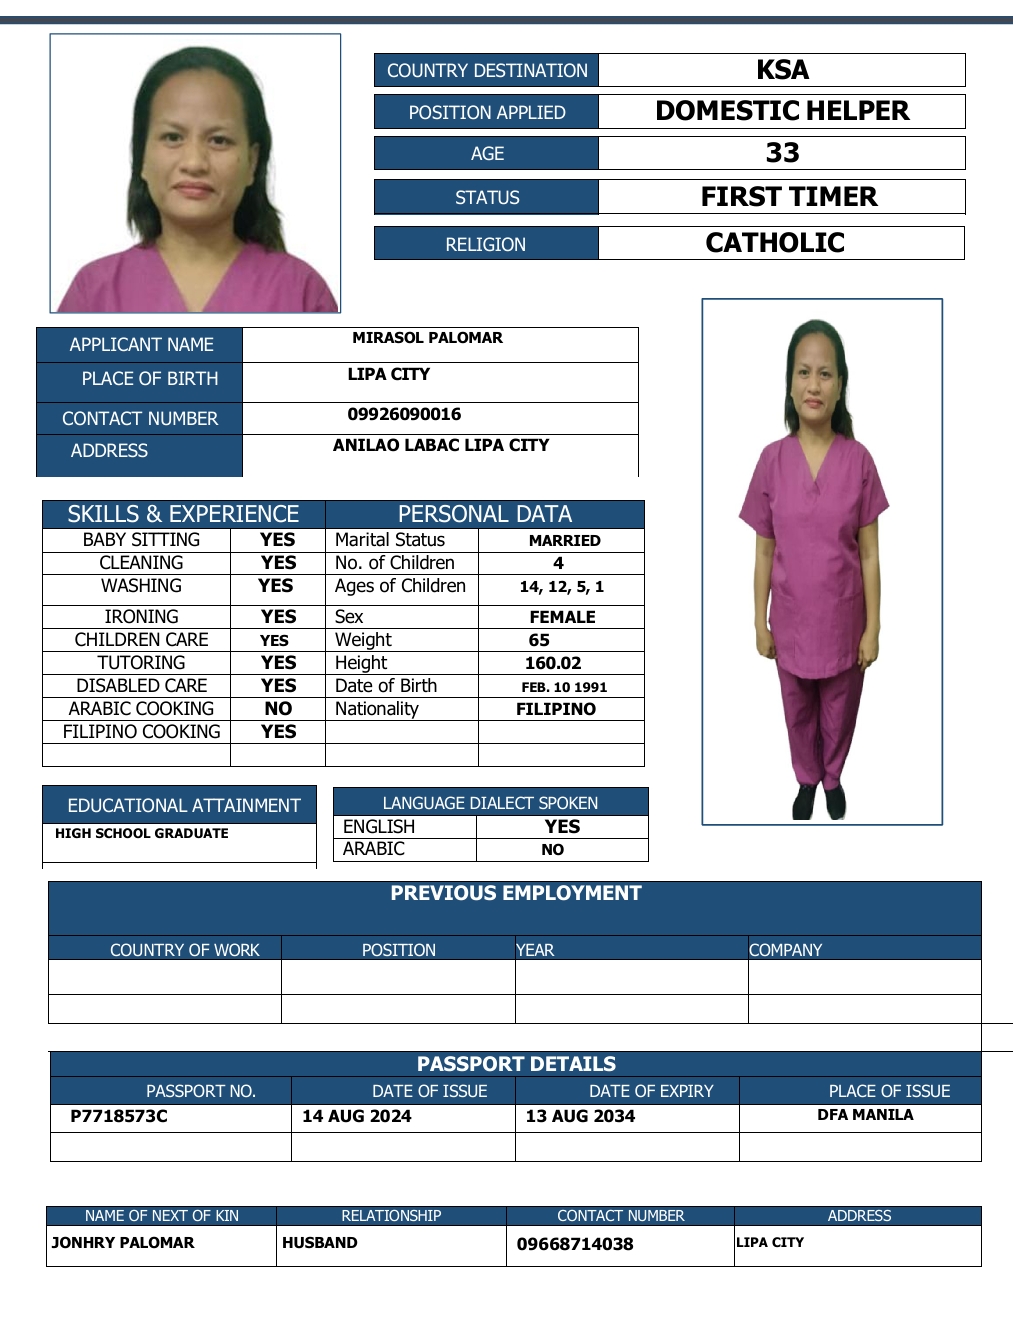 COUNTRY DESTINATION KSA
POSITION APPLIED DOMESTIC HELPER
AGE 33
STATUS FIRST TIMER
RELIGION CATHOLIC
APPLICANT NAME MIRASOL PALOMAR
PLACE OF BIRTH LIPA CITY
CONTACT NUMBER 09926090016
ADDRESS ANILAO LABAC LIPA CITY
SKILLS & EXPERIENCE PERSONAL DATA
BABY SITTING YES Marital Status MARRIED
CLEANING YES No. of Children 4
WASHING YES Ages of Children 14, 12, 5, 1
IRONING YES Sex FEMALE
CHILDREN CARE YES Weight 65
TUTORING YES Height 160.02
DISABLED CARE YES Date of Birth FEB. 10 1991
ARABIC COOKING NO Nationality FILIPINO
FILIPINO COOKING YES
EDUCATIONAL ATTAINMENT
HIGH SCHOOL GRADUATE
LANGUAGE DIALECT SPOKEN
ENGLISH YES
ARABIC NO
PREVIOUS EMPLOYMENT
COUNTRY OF WORK POSITION YEAR COMPANY
PASSPORT DETAILS
PASSPORT NO. DATE OF ISSUE DATE OF EXPIRY PLACE OF ISSUE
P7718573C 14 AUG 2024 13 AUG 2034 DFA MANILA
NAME OF NEXT OF KIN RELATIONSHIP CONTACT NUMBER ADDRESS
JONHRY PALOMAR HUSBAND 09668714038 LIPA CITY